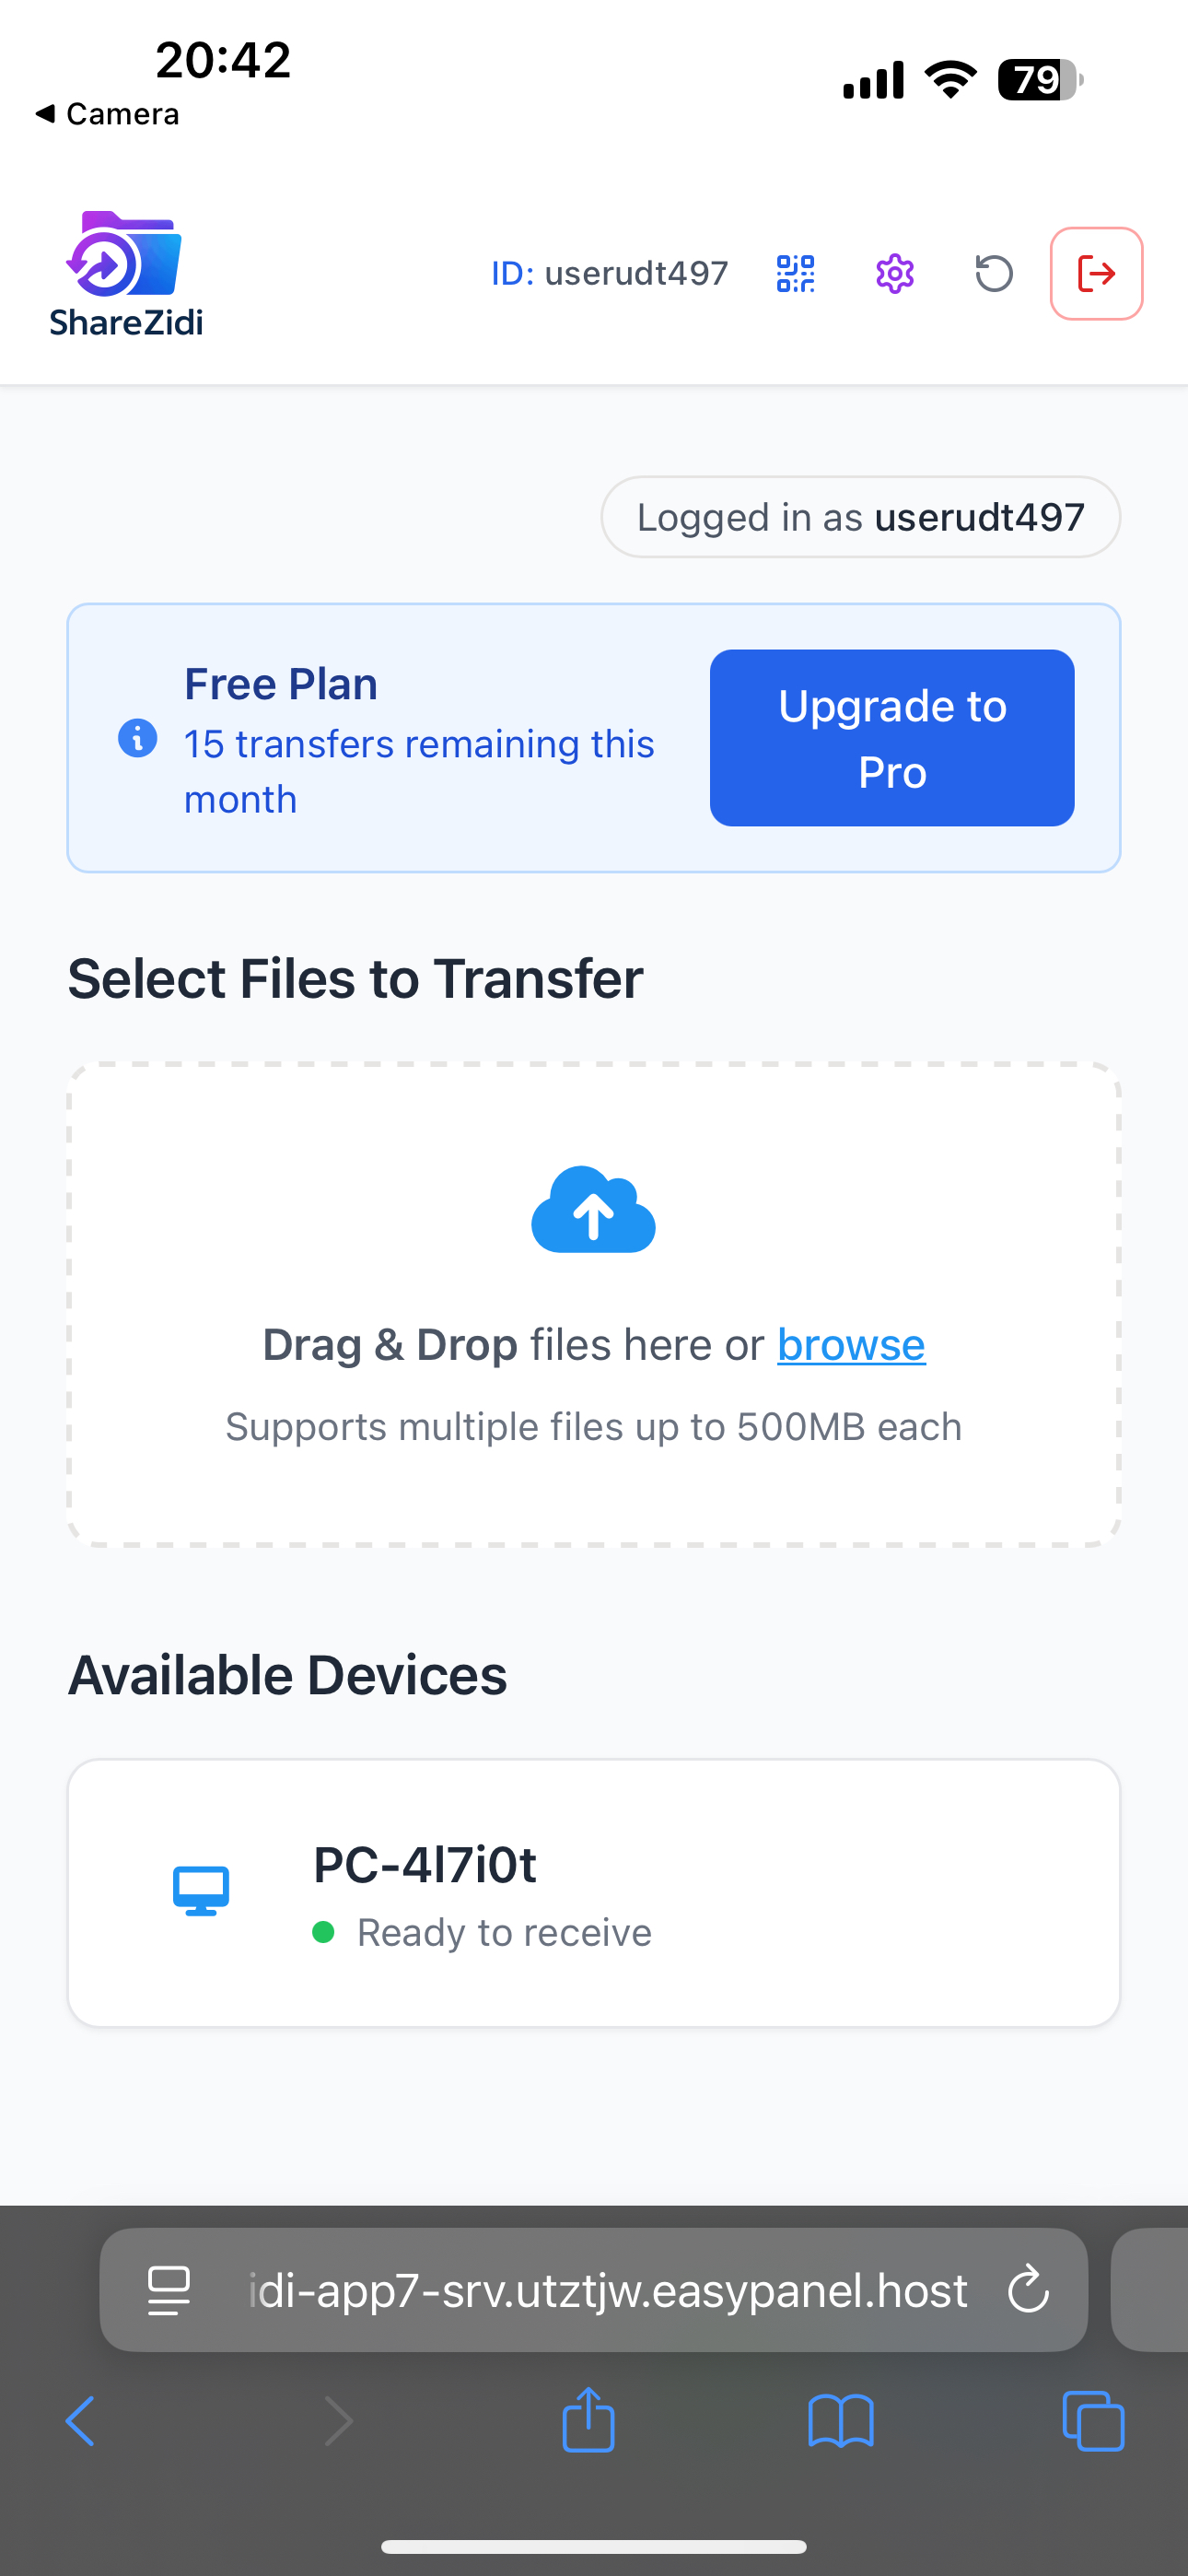 20:42
79
◀ Camera
ShareZidi
ID: userudt497
Logged in as userudt497
Free Plan
15 transfers remaining this
month
Upgrade to
Pro
Select Files to Transfer
Drag & Drop files here or browse
Supports multiple files up to 500MB each
Available Devices
PC-4l7i0t
Ready to receive
idi-app7-srv.utztjw.easypanel.host